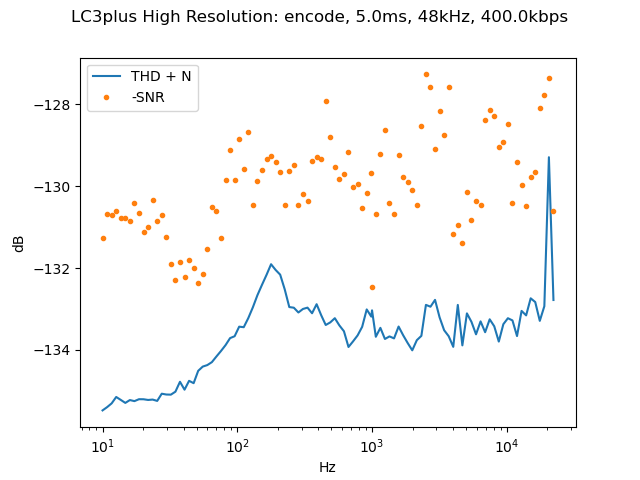 LC3plus High Resolution: encode, 5.0ms, 48kHz, 400.0kbps
THD + N
-SNR
−128
−130
−132
−134
dB
10¹
10²
10³
10⁴
Hz